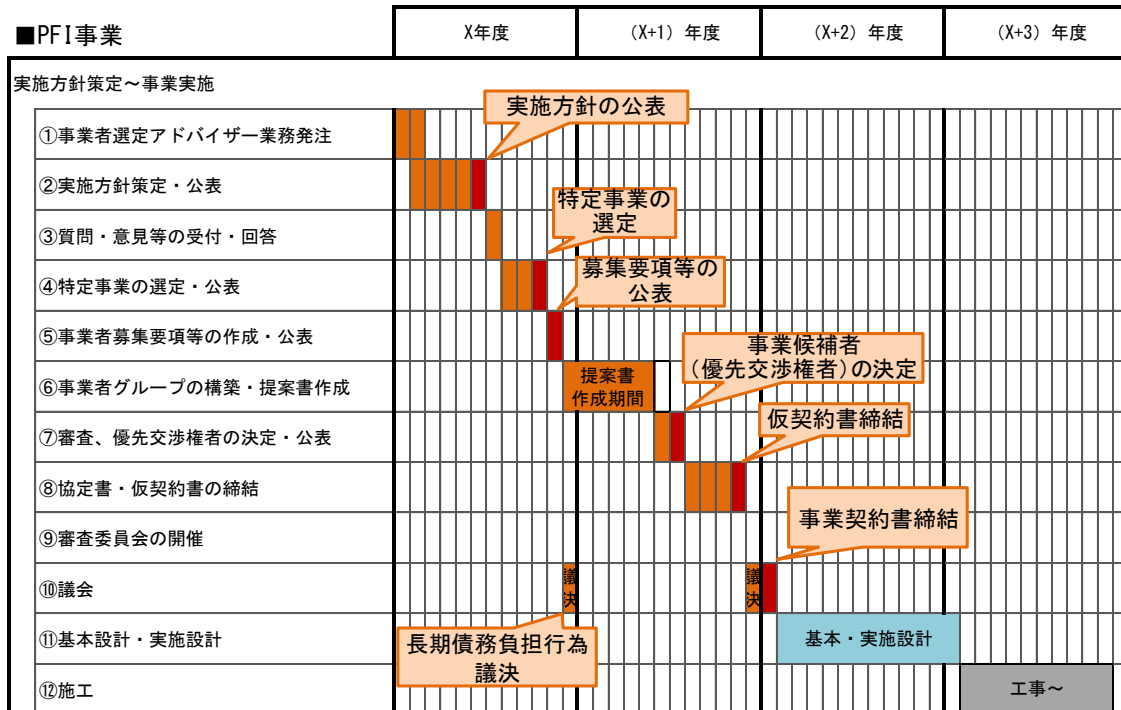 ■PFI事業
X年度
(X+1) 年度
(X+2) 年度
(X+3) 年度
実施方針策定～事業実施
実施方針の公表
①事業者選定アドバイザー業務発注
②実施方針策定・公表
特定事業の
選定
③質問・意見等の受付・回答
④特定事業の選定・公表
募集要項等の
公表
⑤事業者募集要項等の作成・公表
事業候補者
(優先交渉権者)の決定
⑥事業者グループの構築・提案書作成
提案書
作成期間
⑦審査、優先交渉権者の決定・公表
仮契約書締結
⑧協定書・仮契約書の締結
事業契約書締結
⑨審査委員会の開催
⑩議会
議
決
議
決
⑪基本設計・実施設計
長期債務負担行為
議決
基本・実施設計
⑫施工
工事～